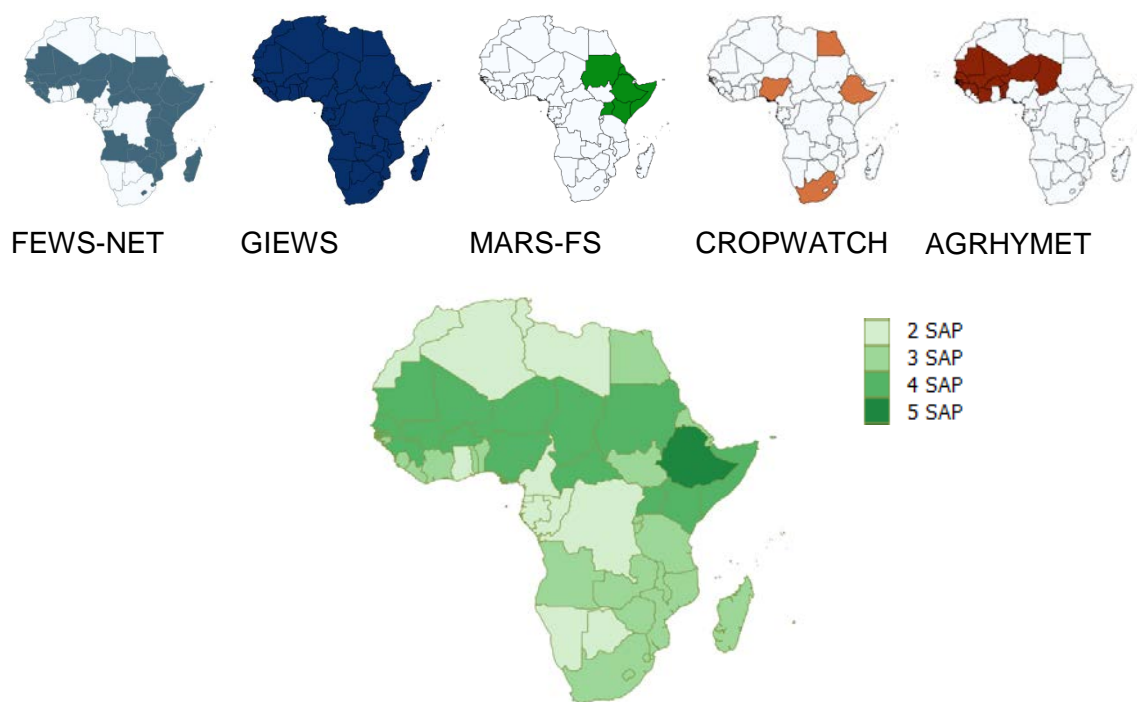 FEWS-NET
GIEWS
MARS-FS
CROPWATCH
AGRHYMET
2 SAP
3 SAP
4 SAP
5 SAP